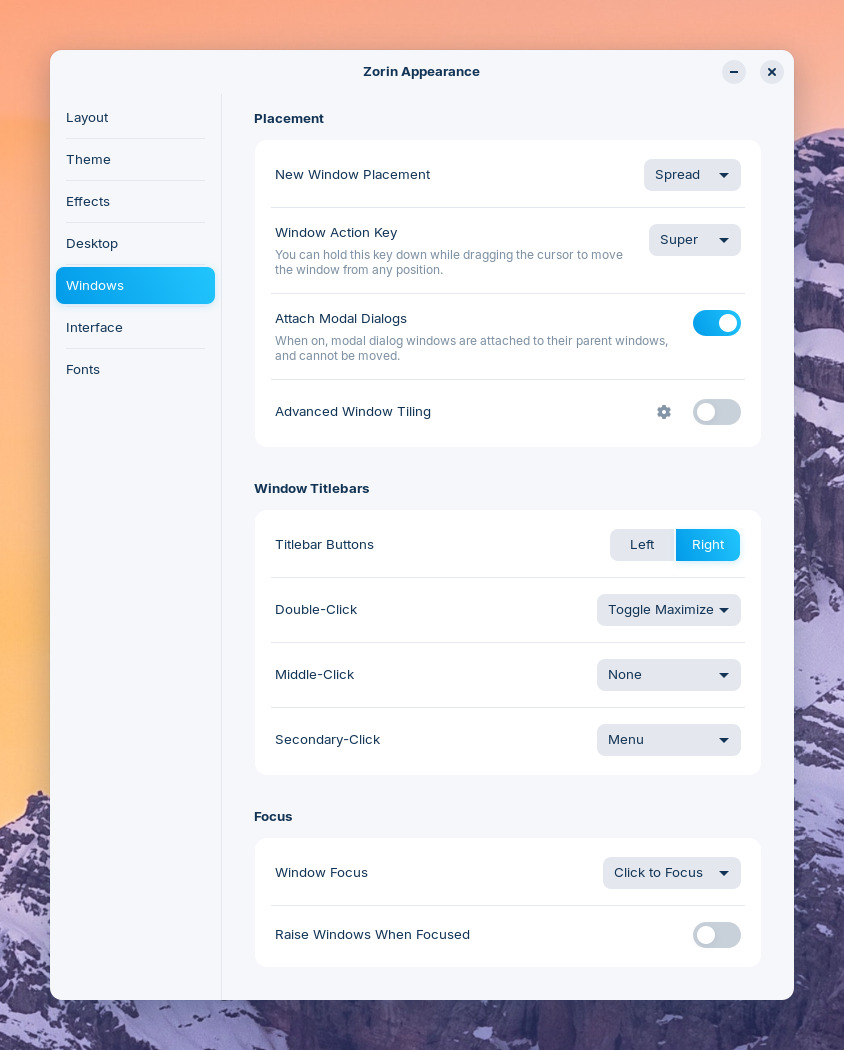 Zorin Appearance
Layout
Theme
Effects
Desktop
Windows
Interface
Fonts
Placement
New Window Placement
Spread
Window Action Key
Super
You can hold this key down while dragging the cursor to move
the window from any position.
Attach Modal Dialogs
When on, modal dialog windows are attached to their parent windows,
and cannot be moved.
Advanced Window Tiling
Window Titlebars
Titlebar Buttons
Left
Right
Double-Click
Toggle Maximize
Middle-Click
None
Secondary-Click
Menu
Focus
Window Focus
Click to Focus
Raise Windows When Focused